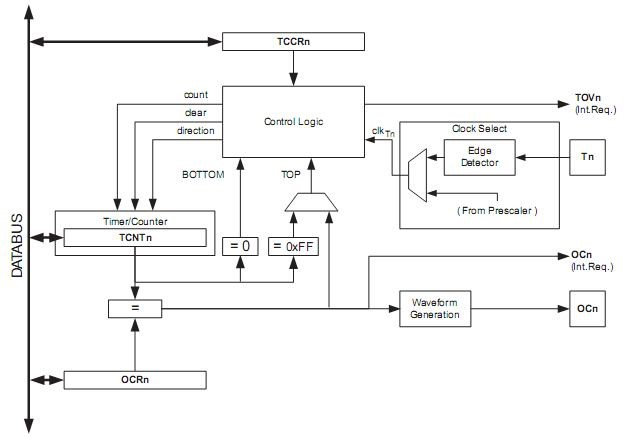 TCCRn
count
clear
direction
Control Logic
TOVn
(Int.Req.)
clkTn
Clock Select
Edge
Detector
Tn
( From Prescaler )
BOTTOM
TOP
DATABUS
Timer/Counter
TCNTn
= 0
= 0xFF
OCn
(Int.Req.)
=
Waveform
Generation
OCn
OCRn